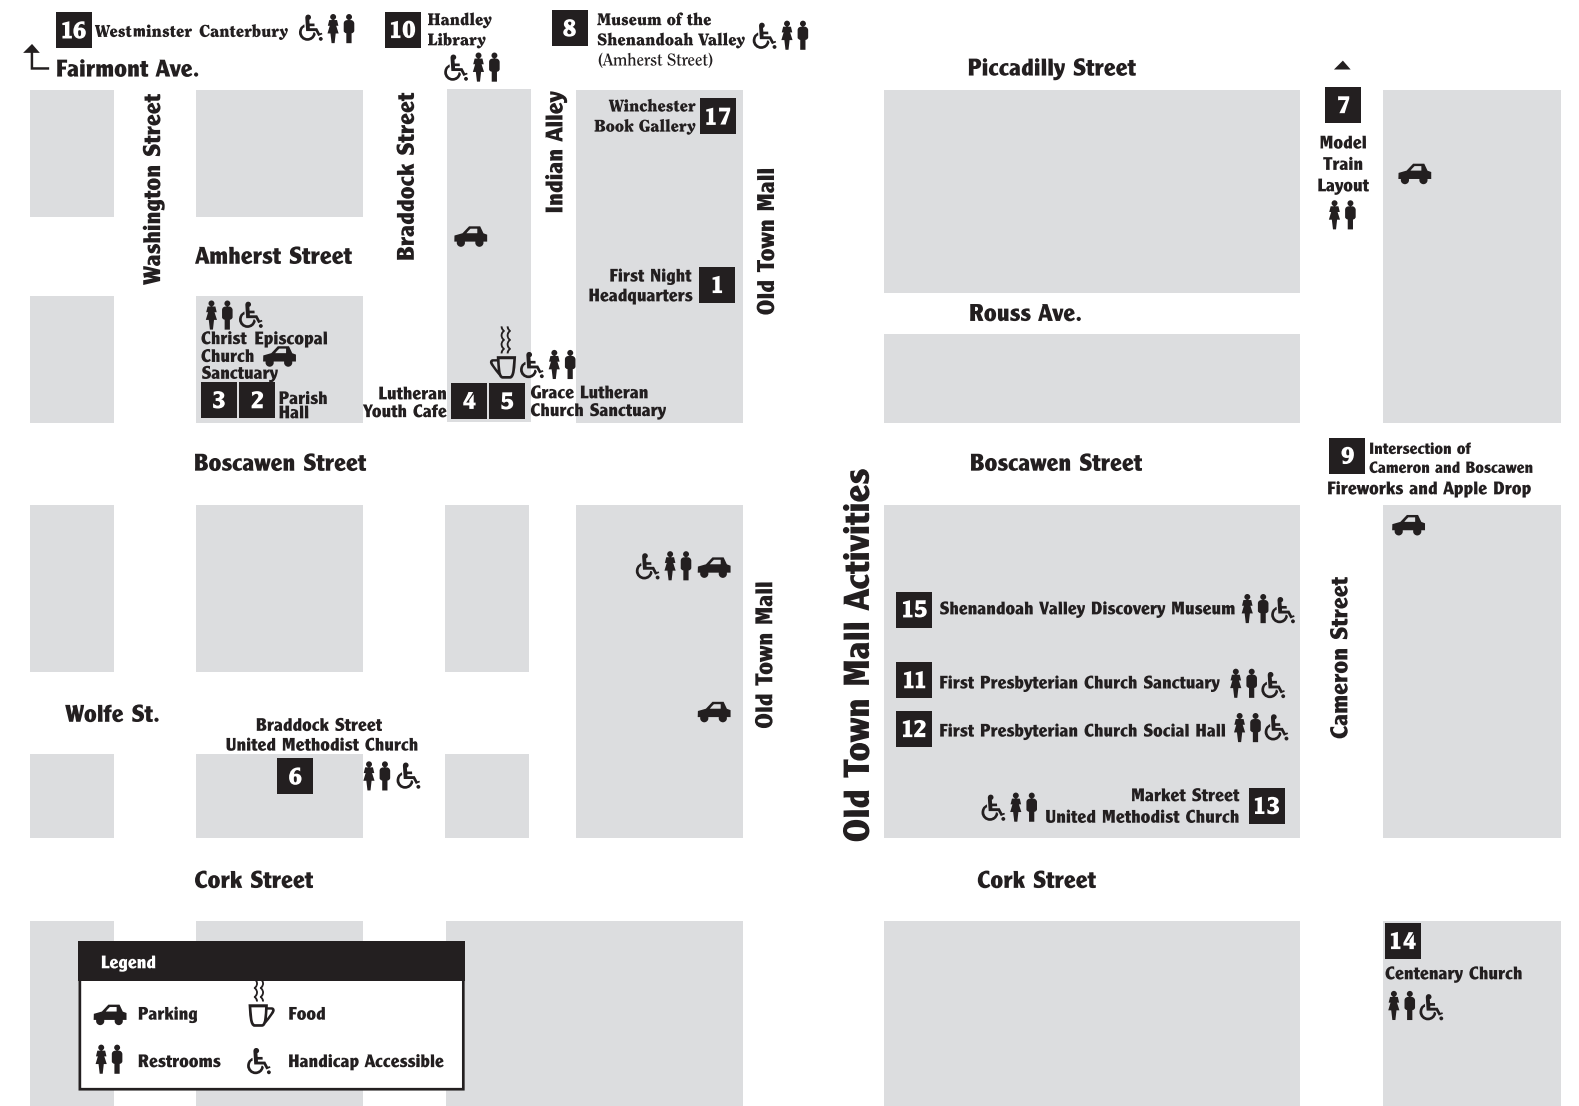 16 Westminster Canterbury
Fairmont Ave.
10 Handley
Library
8 Museum of the
Shenandoah Valley
(Amherst Street)
Piccadilly Street
Washington Street
Braddock Street
Indian Alley
Winchester
Book Gallery 17
Old Town Mall
7
Model
Train
Layout
Amherst Street
First Night
Headquarters 1
Rouss Ave.
Christ Episcopal
Church
Sanctuary
3 2 Parish
Hall
Lutheran
Youth Cafe 4 5 Grace Lutheran
Church Sanctuary
Boscawen Street
Boscawen Street
9 Intersection of
Cameron and Boscawen
Fireworks and Apple Drop
Old Town Mall
Old Town Mall Activities
15 Shenandoah Valley Discovery Museum
11 First Presbyterian Church Sanctuary
12 First Presbyterian Church Social Hall
Market Street
United Methodist Church 13
Cameron Street
Wolfe St.
Braddock Street
United Methodist Church
6
Cork Street
Cork Street
14
Centenary Church
Legend
Parking
Food
Restrooms
Handicap Accessible